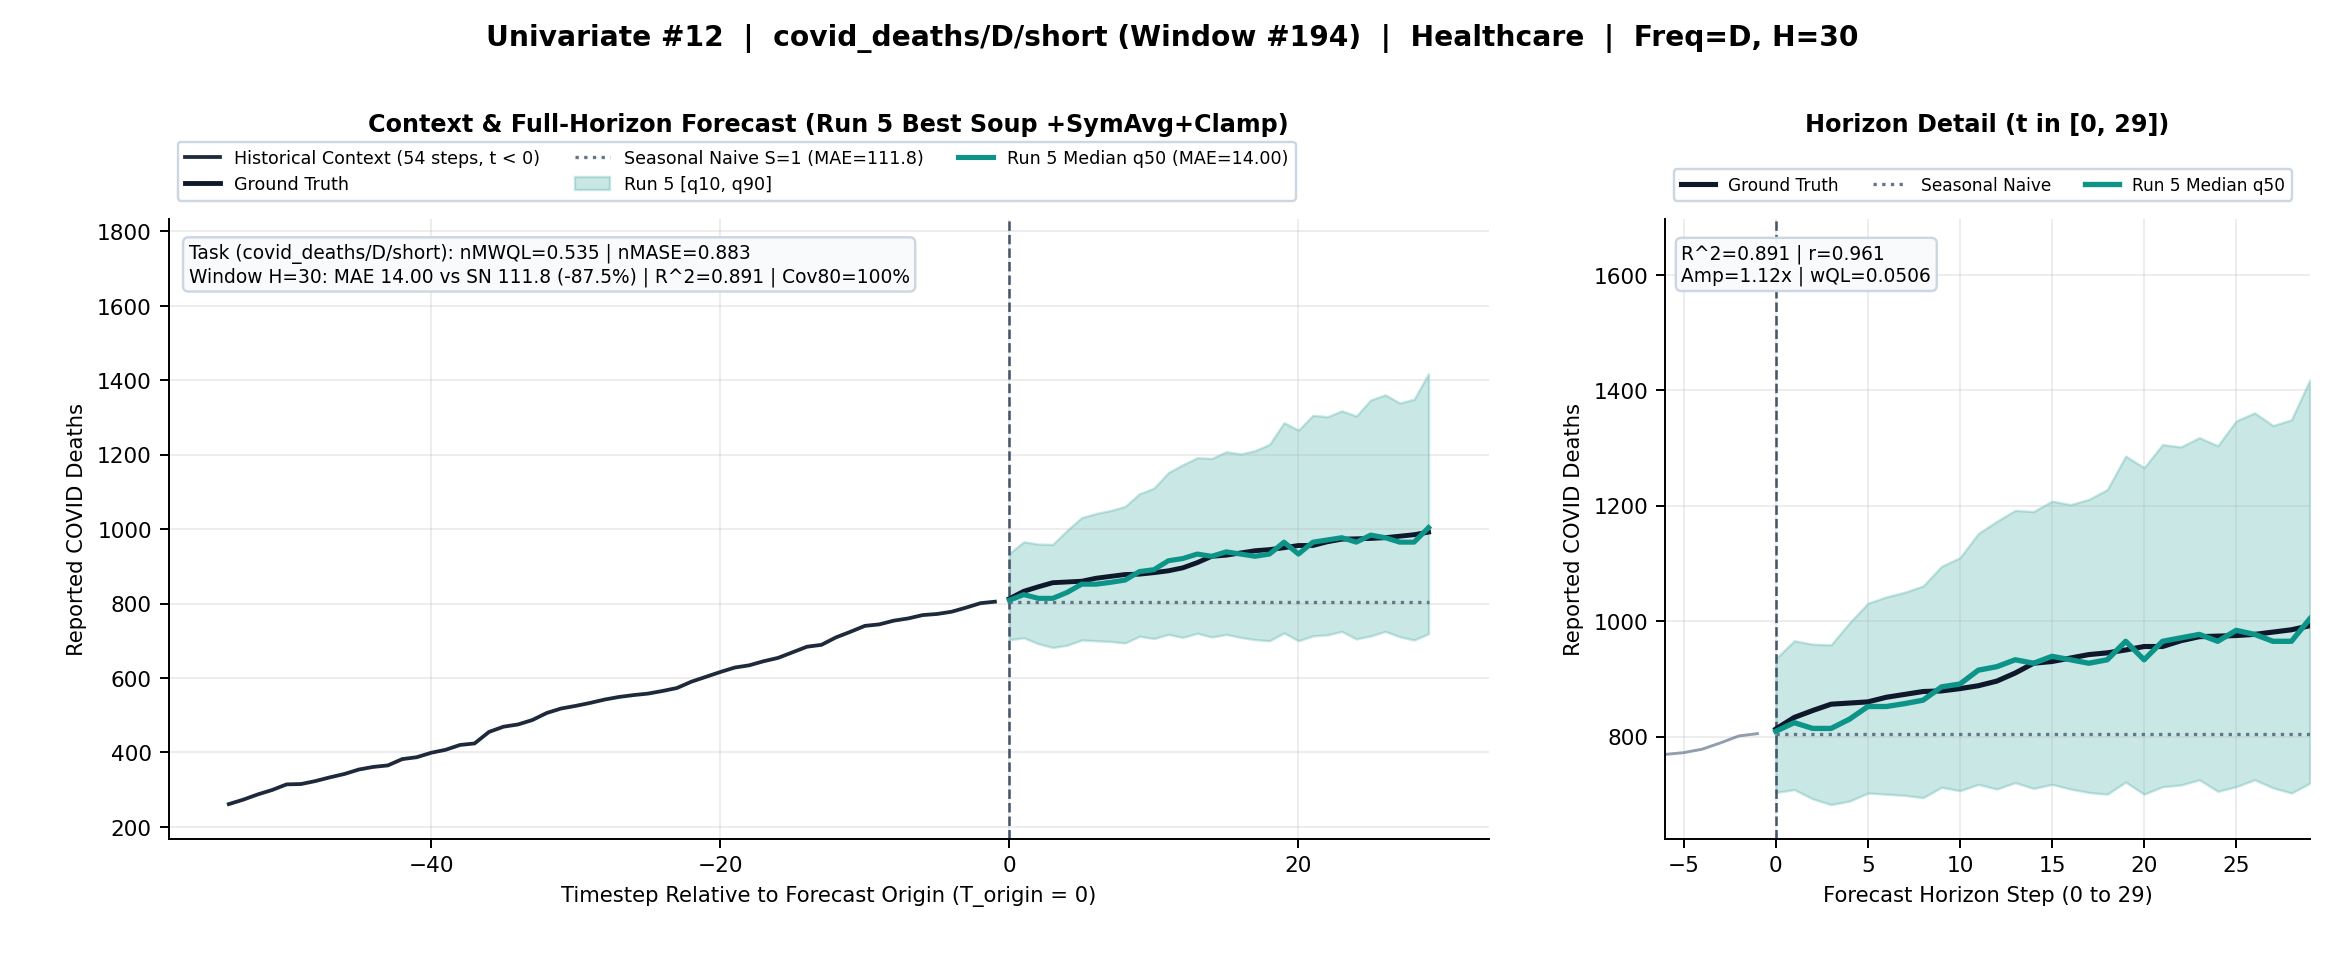 Univariate #12 | covid_deaths/D/short (Window #194) | Healthcare | Freq=D, H=30
Context & Full-Horizon Forecast (Run 5 Best Soup +SymAvg+Clamp)
Historical Context (54 steps, t < 0)
Ground Truth
Seasonal Naive S=1 (MAE=111.8)
Run 5 [q10, q90]
Run 5 Median q50 (MAE=14.00)
Task (covid_deaths/D/short): nMWQL=0.535 | nMASE=0.883
Window H=30: MAE 14.00 vs SN 111.8 (-87.5%) | R^2=0.891 | Cov80=100%
Reported COVID Deaths
1800
1600
1400
1200
1000
800
600
400
200
−40
−20
0
20
Timestep Relative to Forecast Origin (T_origin = 0)
Horizon Detail (t in [0, 29])
Ground Truth
Seasonal Naive
Run 5 Median q50
R^2=0.891 | r=0.961
Amp=1.12x | wQL=0.0506
Reported COVID Deaths
1600
1400
1200
1000
800
−5
0
5
10
15
20
25
Forecast Horizon Step (0 to 29)